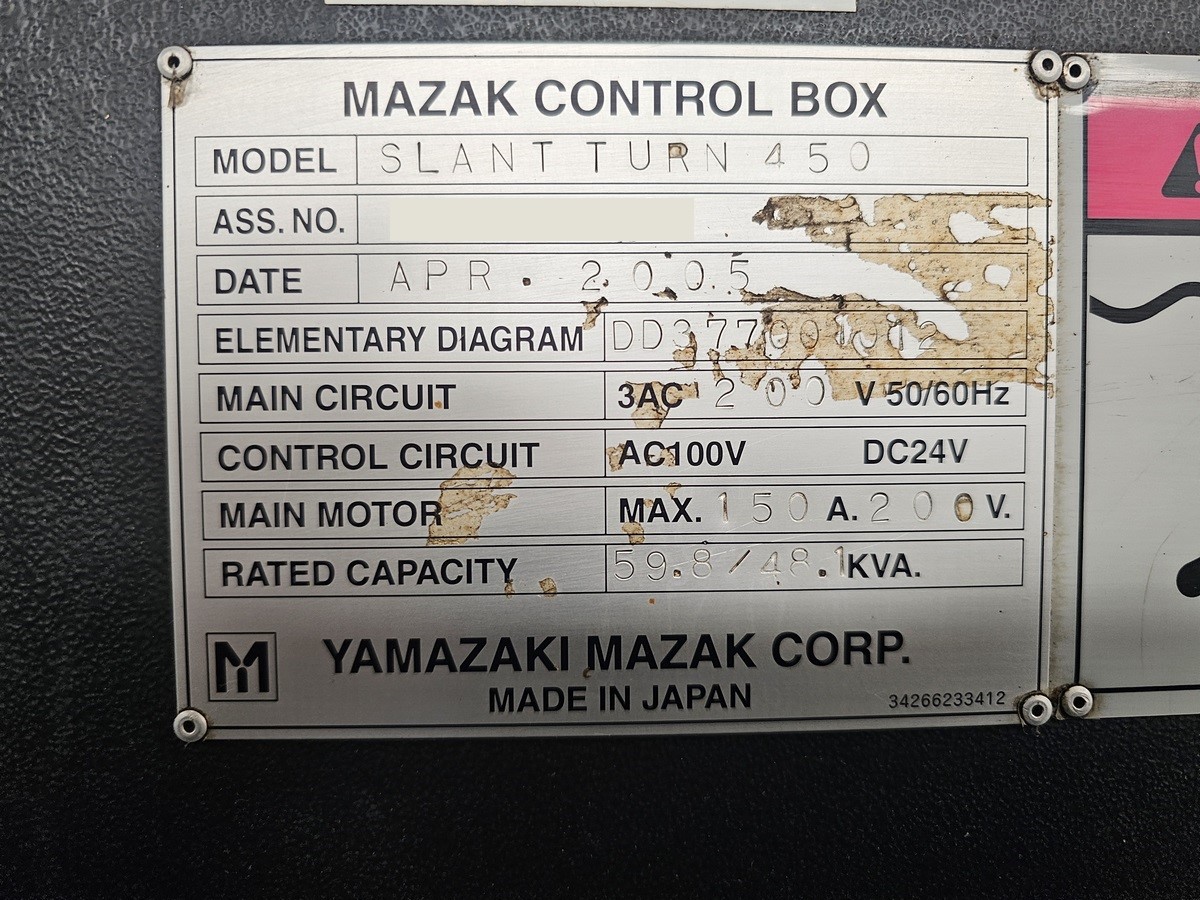 MAZAK CONTROL BOX
MODEL SLANT TURN 450
ASS. NO.
DATE APR. 2005
ELEMENTARY DIAGRAM DD377001012
MAIN CIRCUIT 3AC 200 V 50/60Hz
CONTROL CIRCUIT AC100V DC24V
MAIN MOTOR MAX. 150 A. 200 V.
RATED CAPACITY 59.8/48.1KVA.
YAMAZAKI MAZAK CORP.
MADE IN JAPAN
34266233412